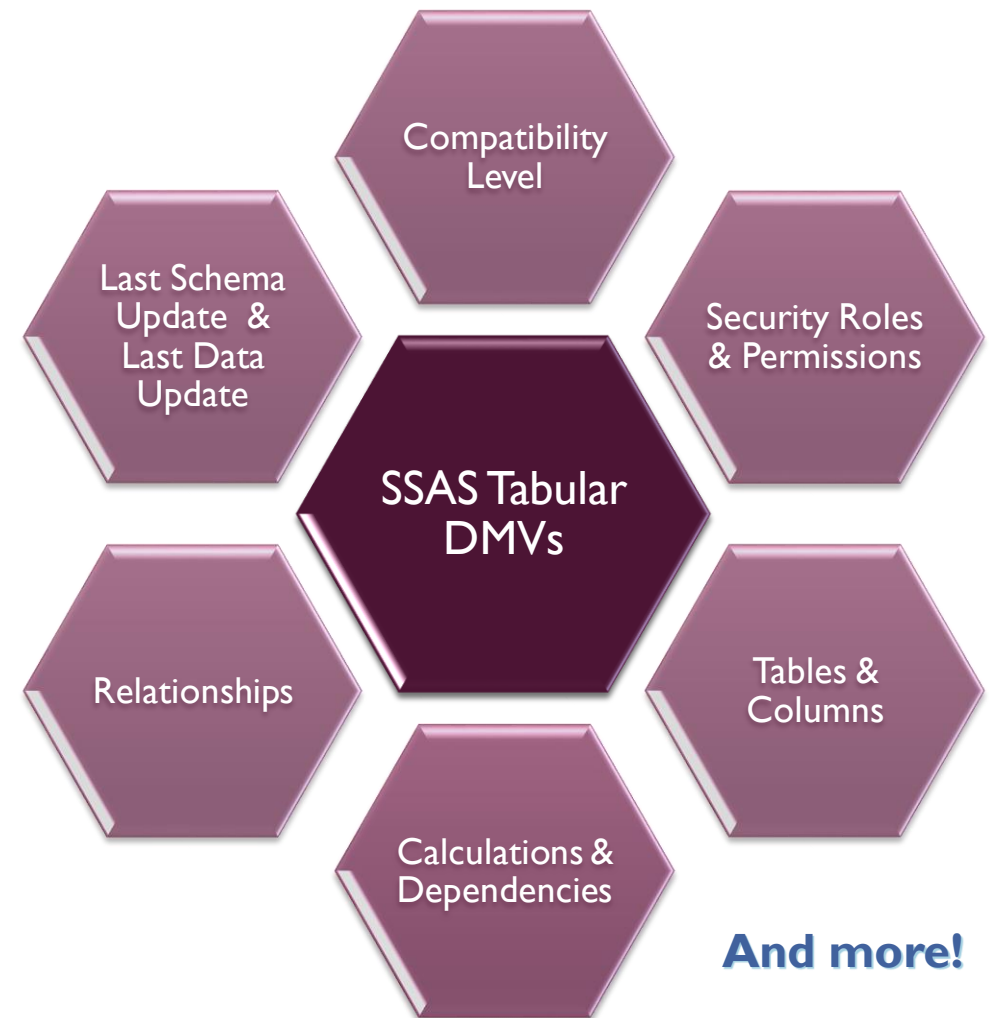 Compatibility
Level
Last Schema
Update &
Last Data
Update
Security Roles
& Permissions
SSAS Tabular
DMVs
Relationships
Tables &
Columns
Calculations &
Dependencies
And more!